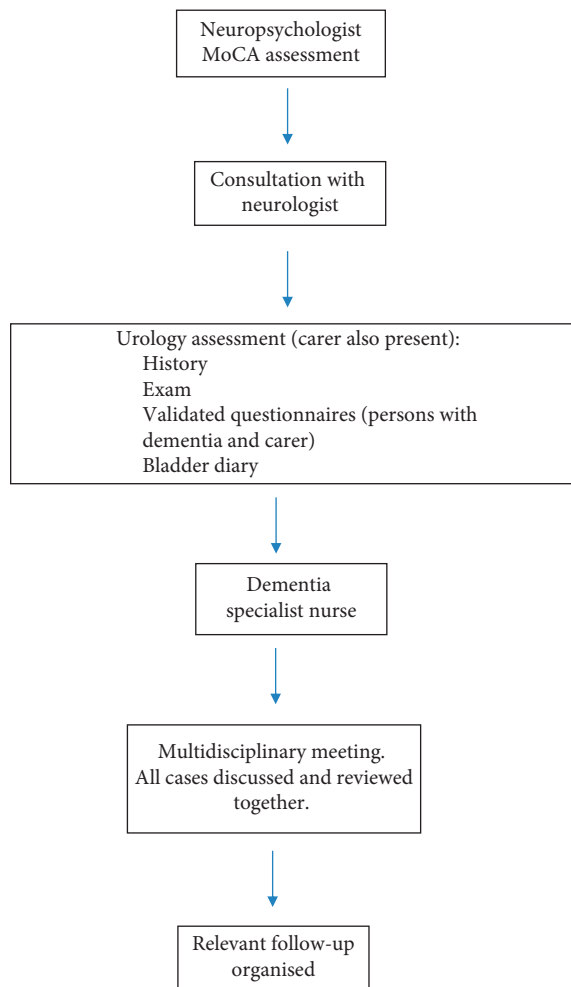 Neuropsychologist
MoCA assessment
Consultation with
neurologist
Urology assessment (carer also present):
History
Exam
Validated questionnaires (persons with
dementia and carer)
Bladder diary
Dementia
specialist nurse
Multidisciplinary meeting.
All cases discussed and reviewed
together.
Relevant follow-up
organised